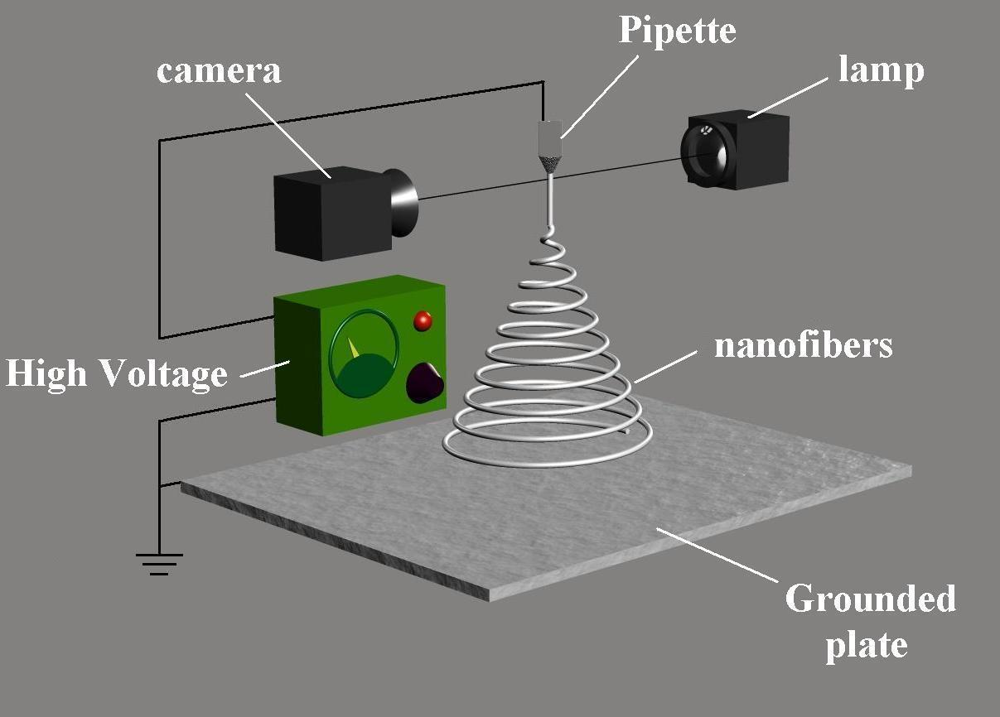 Pipette
camera
lamp
nanofibers
High Voltage
Grounded
plate